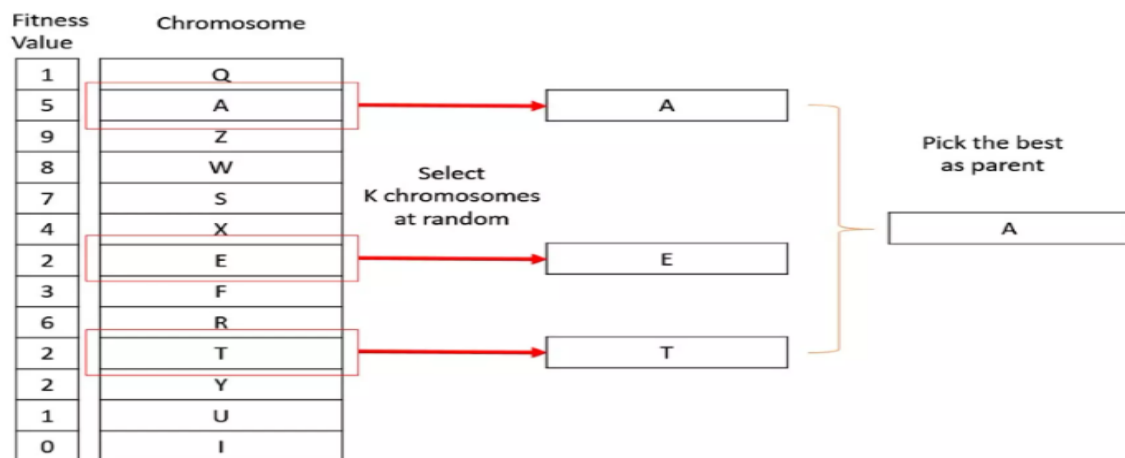 Fitness
Value
Chromosome
1 Q
5 A
9 Z
8 W
7 S
4 X
2 E
3 F
6 R
2 T
2 Y
1 U
0 I
Select
K chromosomes
at random
A
E
T
Pick the best
as parent
A